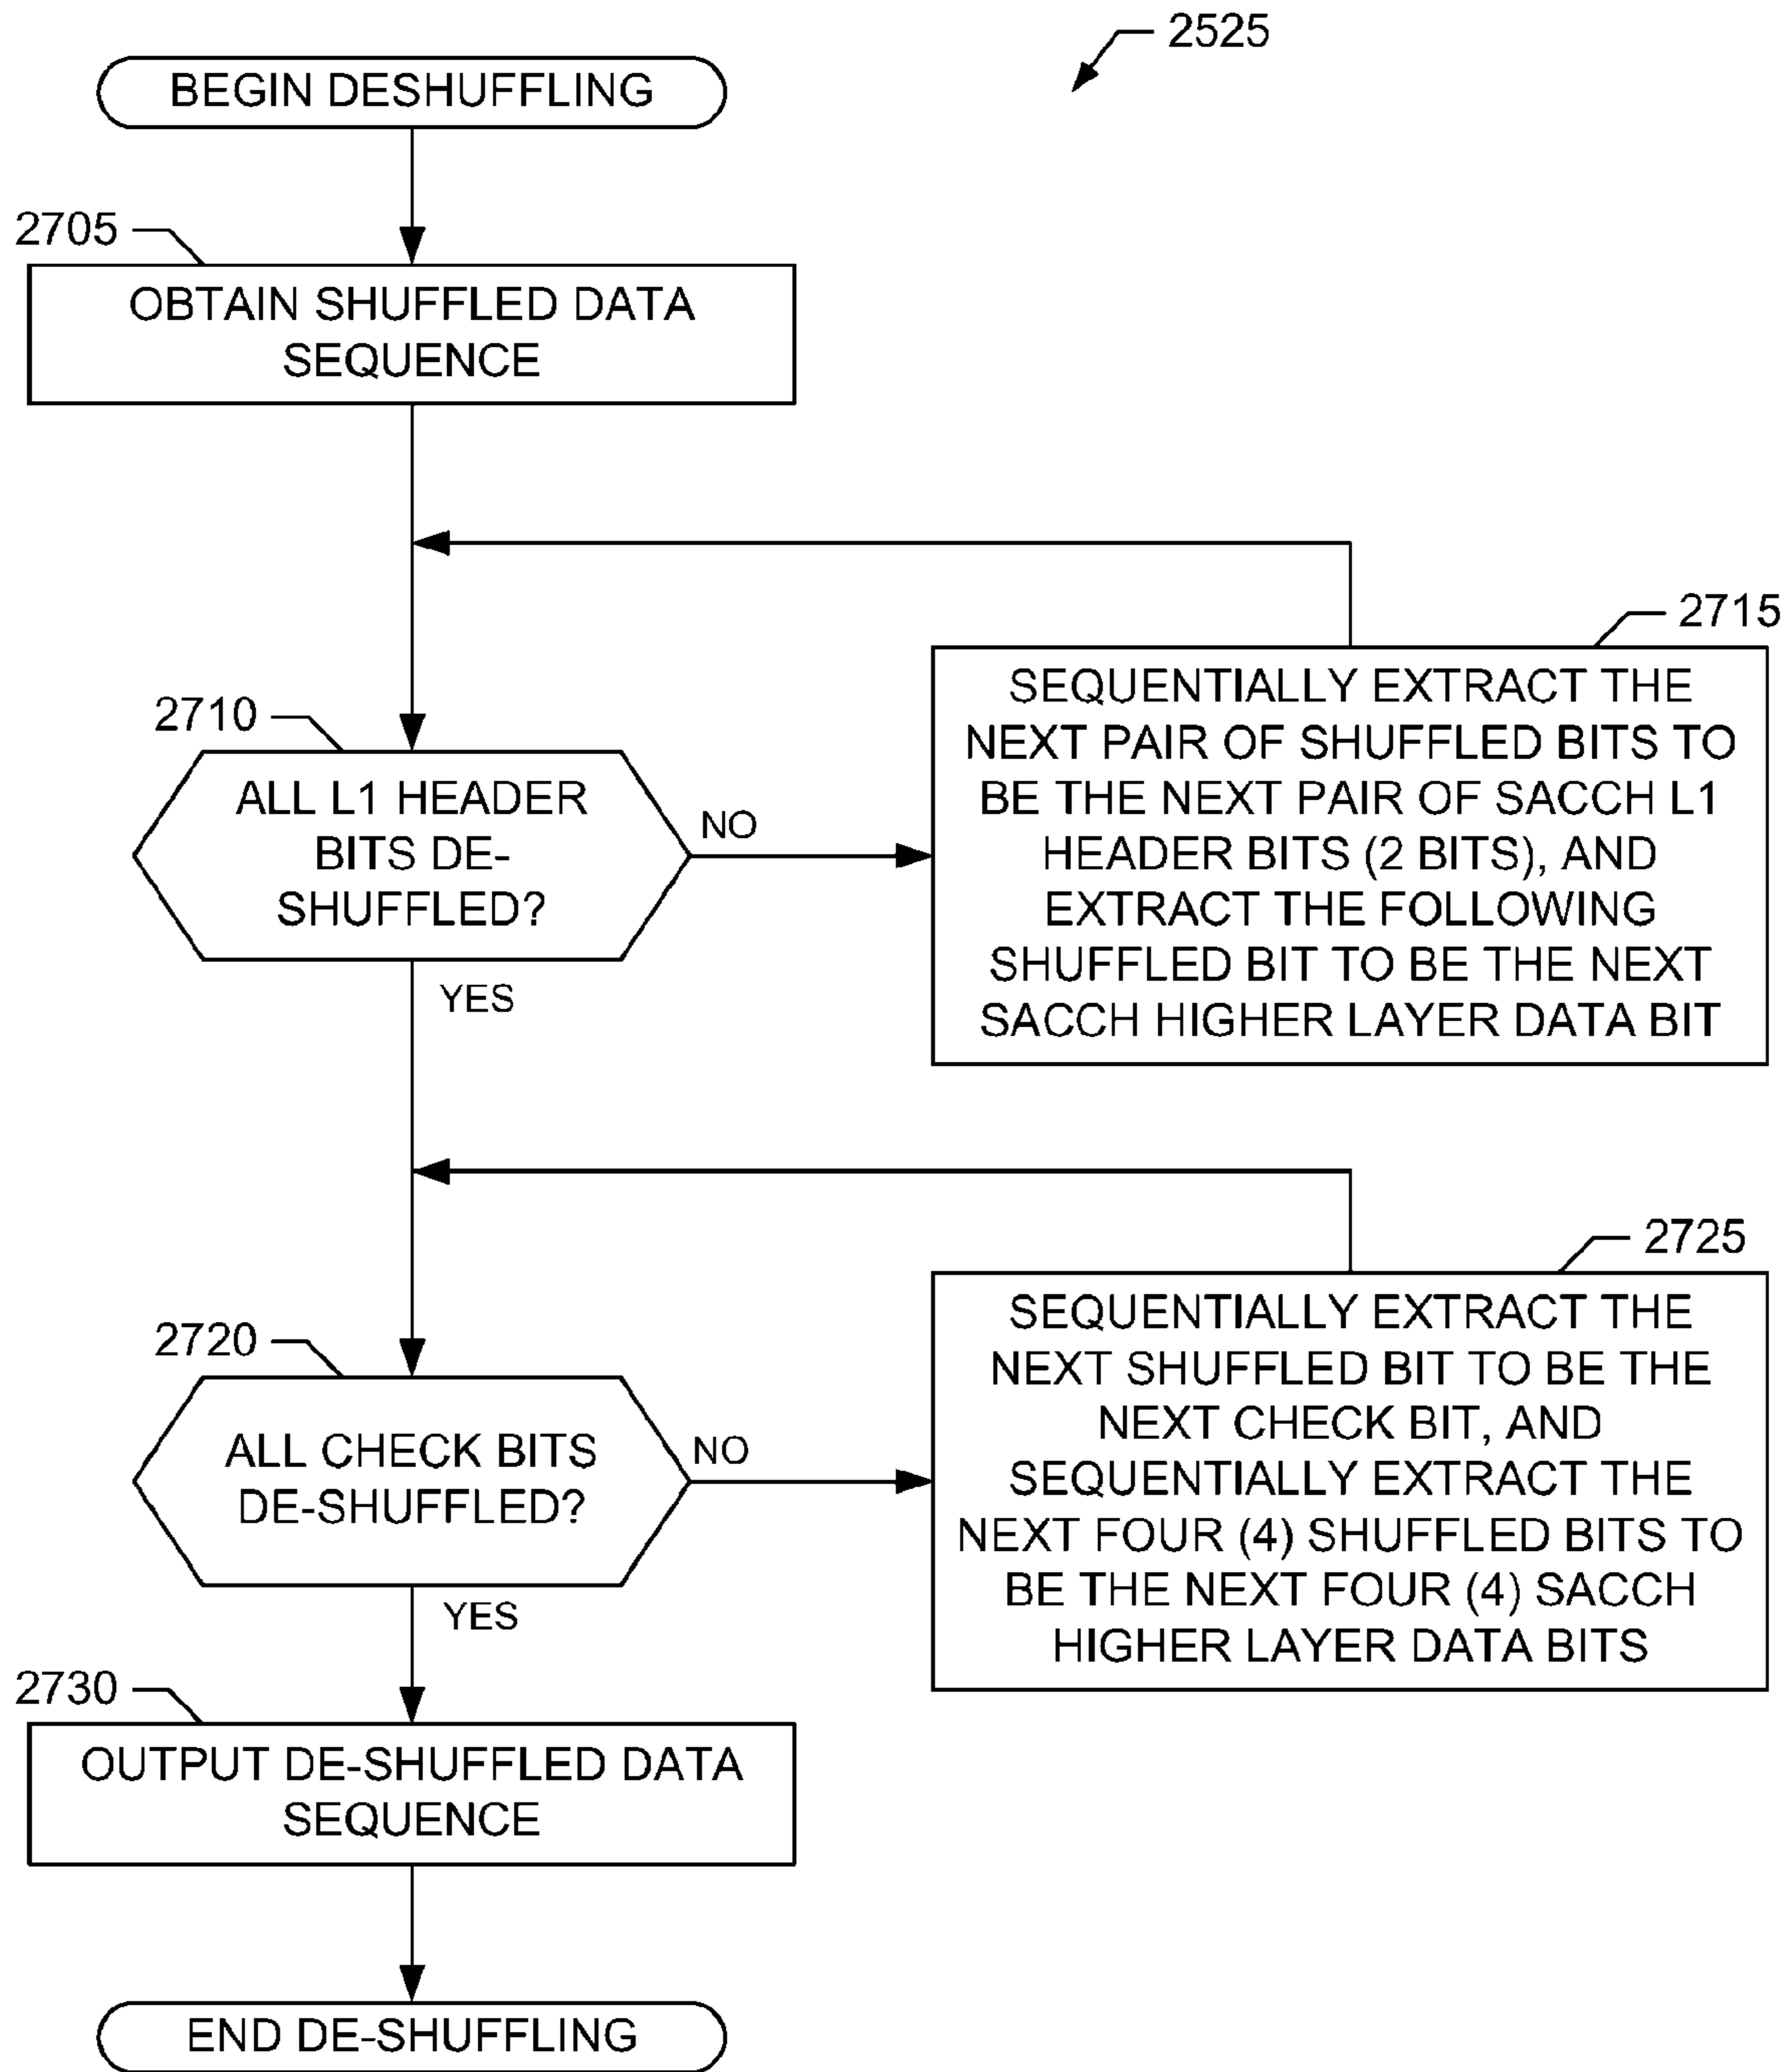 2525
BEGIN DESHUFFLING
2705
OBTAIN SHUFFLED DATA
SEQUENCE
2715
SEQUENTIALLY EXTRACT THE
NEXT PAIR OF SHUFFLED BITS TO
BE THE NEXT PAIR OF SACCH L1
HEADER BITS (2 BITS), AND
EXTRACT THE FOLLOWING
SHUFFLED BIT TO BE THE NEXT
SACCH HIGHER LAYER DATA BIT
2710
ALL L1 HEADER
BITS DE-
SHUFFLED?
NO
YES
2725
SEQUENTIALLY EXTRACT THE
NEXT SHUFFLED BIT TO BE THE
NEXT CHECK BIT, AND
SEQUENTIALLY EXTRACT THE
NEXT FOUR (4) SHUFFLED BITS TO
BE THE NEXT FOUR (4) SACCH
HIGHER LAYER DATA BITS
2720
ALL CHECK BITS
DE-SHUFFLED?
NO
YES
2730
OUTPUT DE-SHUFFLED DATA
SEQUENCE
END DE-SHUFFLING